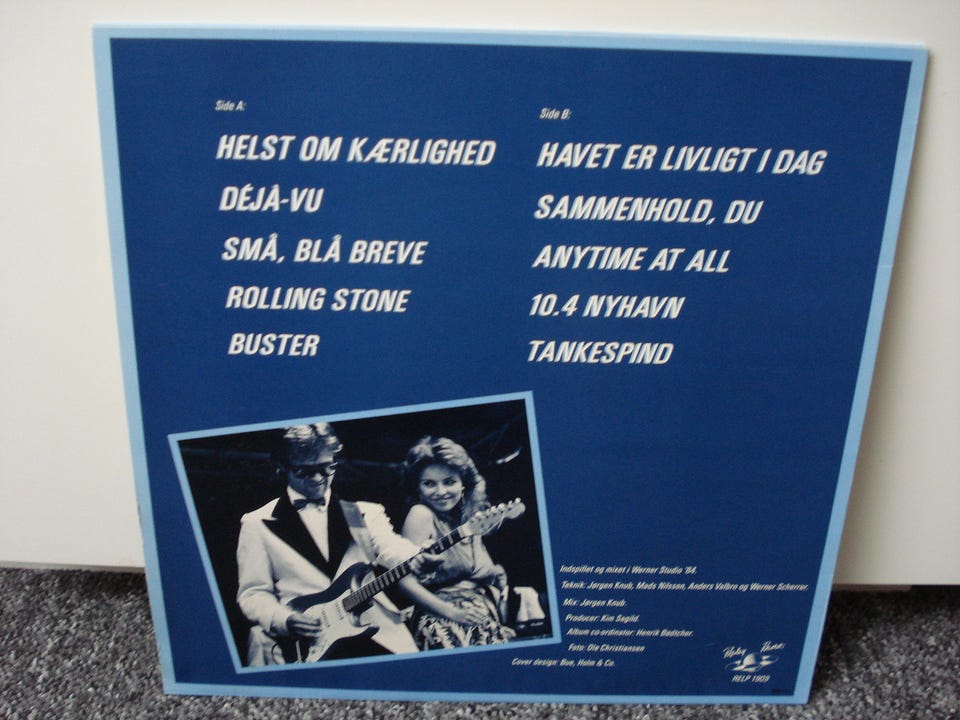 Side A:
HELST OM KÆRLIGHED
DÉJÀ-VU
SMÅ, BLÅ BREVE
ROLLING STONE
BUSTER
Side B:
HAVET ER LIVLIGT I DAG
SAMMENHOLD, DU
ANYTIME AT ALL
10.4 NYHAVN
TANKESPIND
Indspillet og mixet i Werner Studio '84.
Teknik: Jørgen Knub, Mads Nilsson, Anders Valbro og Werner Scherrer.
Mix: Jørgen Knub.
Producer: Kim Sagild.
Album co-ordinator: Henrik Bødtcher.
Foto: Ole Christiansen
Cover design: Bue, Holm & Co.
RELP 1909